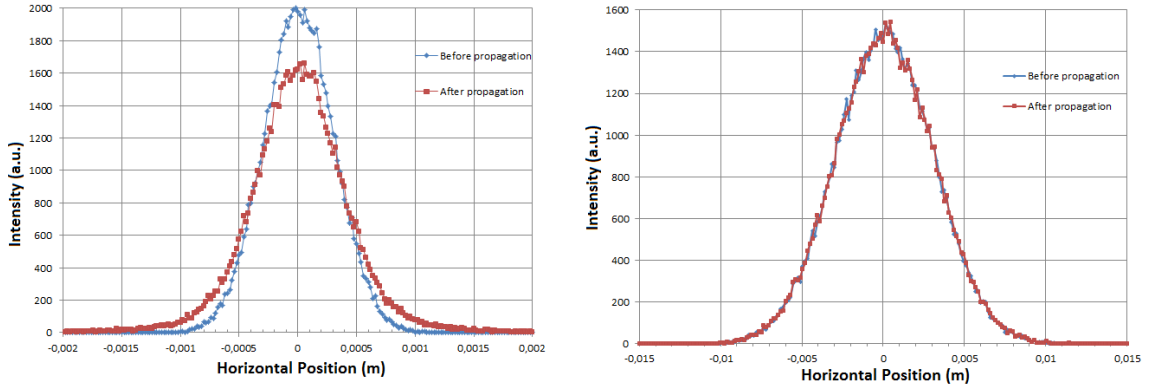 2000
1800
1600
1400
1200
1000
800
600
400
200
0
Intensity (a.u.)
Before propagation
After propagation
-0,002 -0,0015 -0,001 -0,0005 0 0,0005 0,001 0,0015 0,002
Horizontal Position (m)
1600
1400
1200
1000
800
600
400
200
0
Intensity (a.u.)
Before propagation
After propagation
-0,015 -0,01 -0,005 0 0,005 0,01 0,015
Horizontal Position (m)